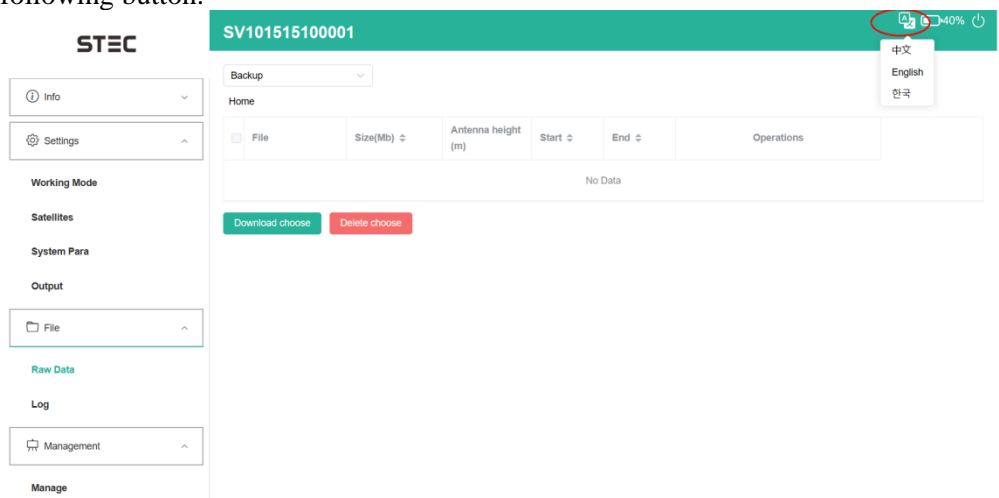 following button.
STEC
SV101515100001
40%
中文
English
한국
Info
Settings
Working Mode
Satellites
System Para
Output
File
Raw Data
Log
Management
Manage
Backup
Home
File Size(Mb) Antenna height (m) Start End Operations
No Data
Download choose Delete choose